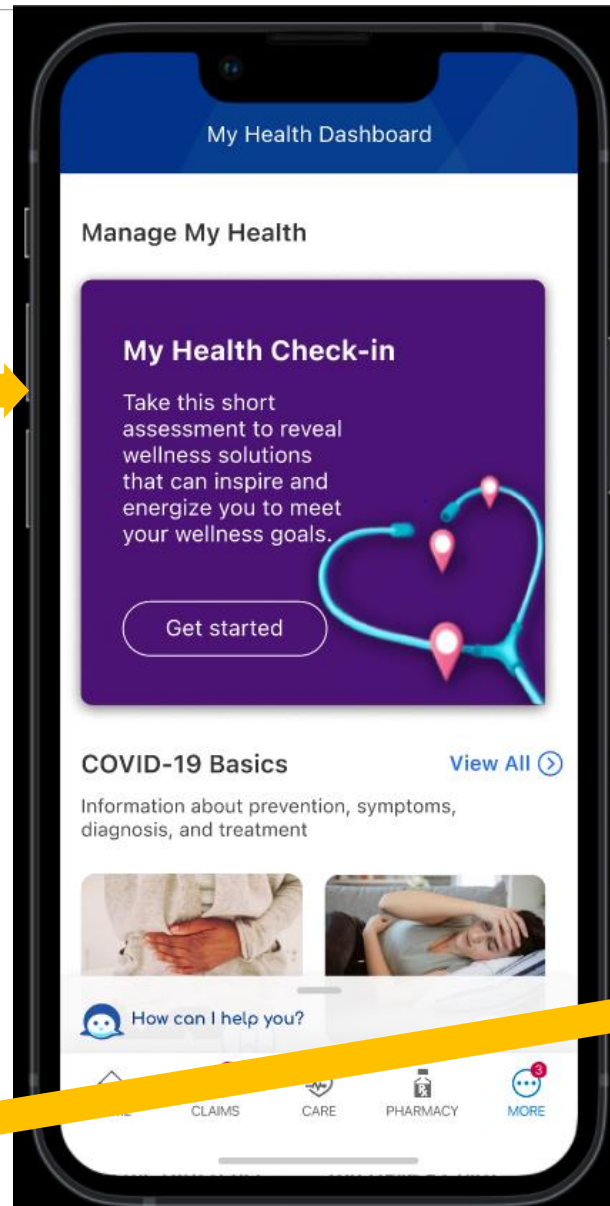 My Health Dashboard
Manage My Health
My Health Check-in
Take this short
assessment to reveal
wellness solutions
that can inspire and
energize you to meet
your wellness goals.
Get started
COVID-19 Basics
View All
Information about prevention, symptoms,
diagnosis, and treatment
How can I help you?
CLAIMS
CARE
PHARMACY
3
MORE